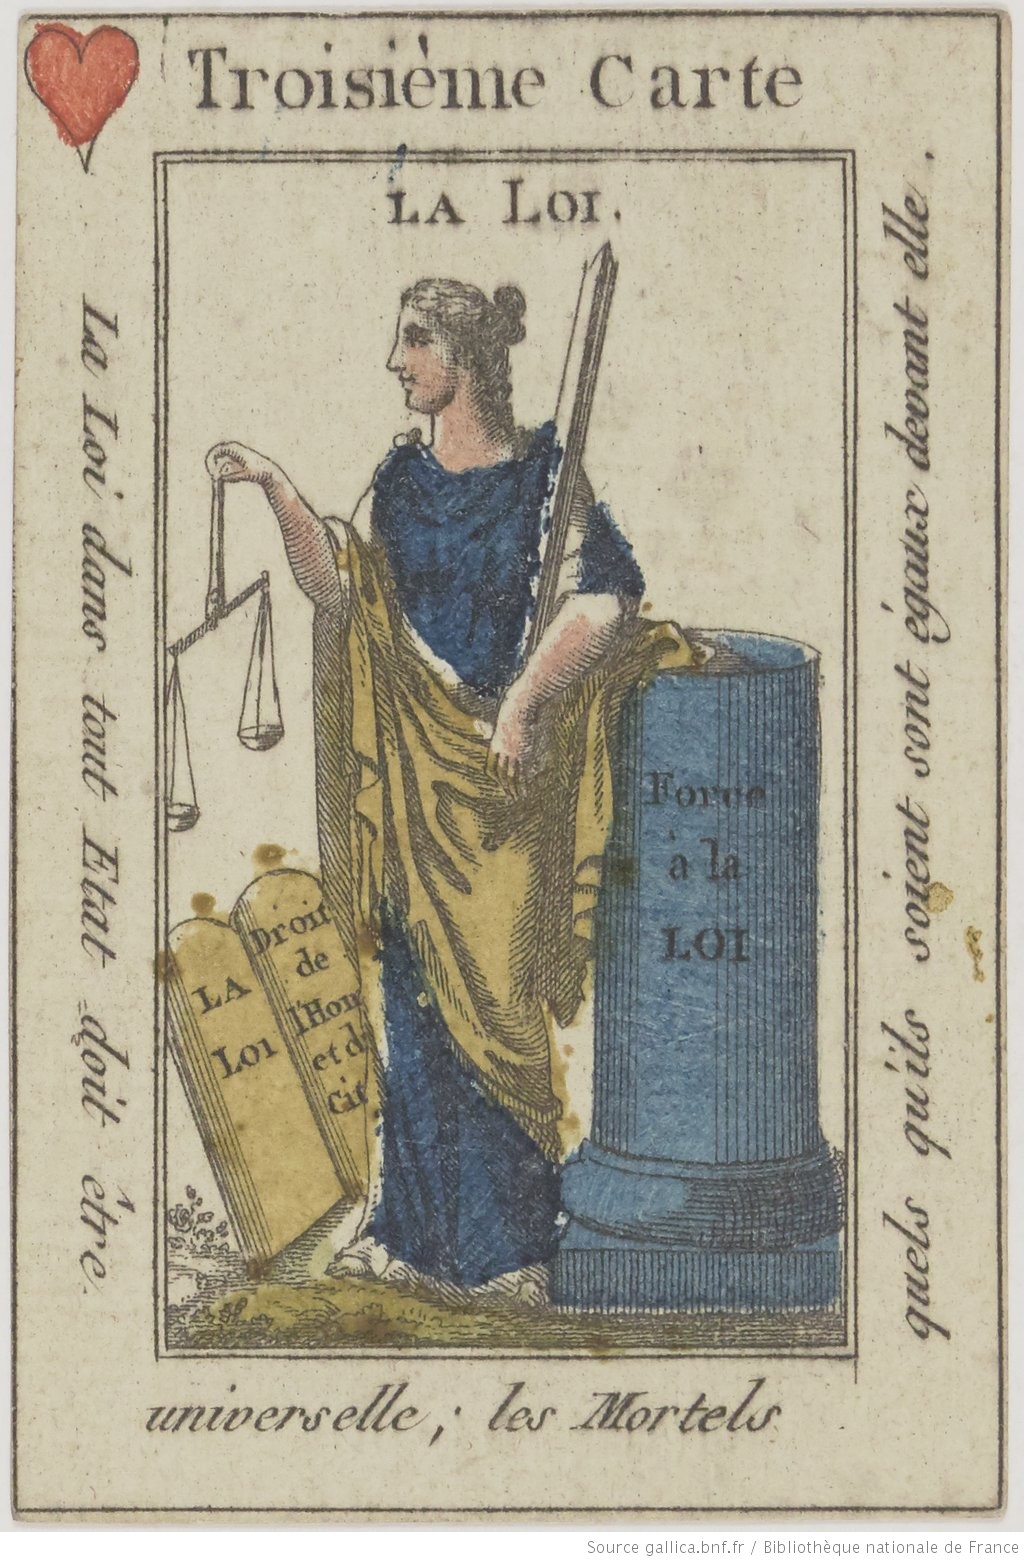 Troisième Carte
LA LOI.
La Loi dans tout Etat doit être
universelle; les Mortels
quels qu'ils soient sont égaux devant elle.
Force
à la
LOI
LA
LOI
Droit
de
l'Hom
et d
Cit
Source gallica.bnf.fr / Bibliothèque nationale de France